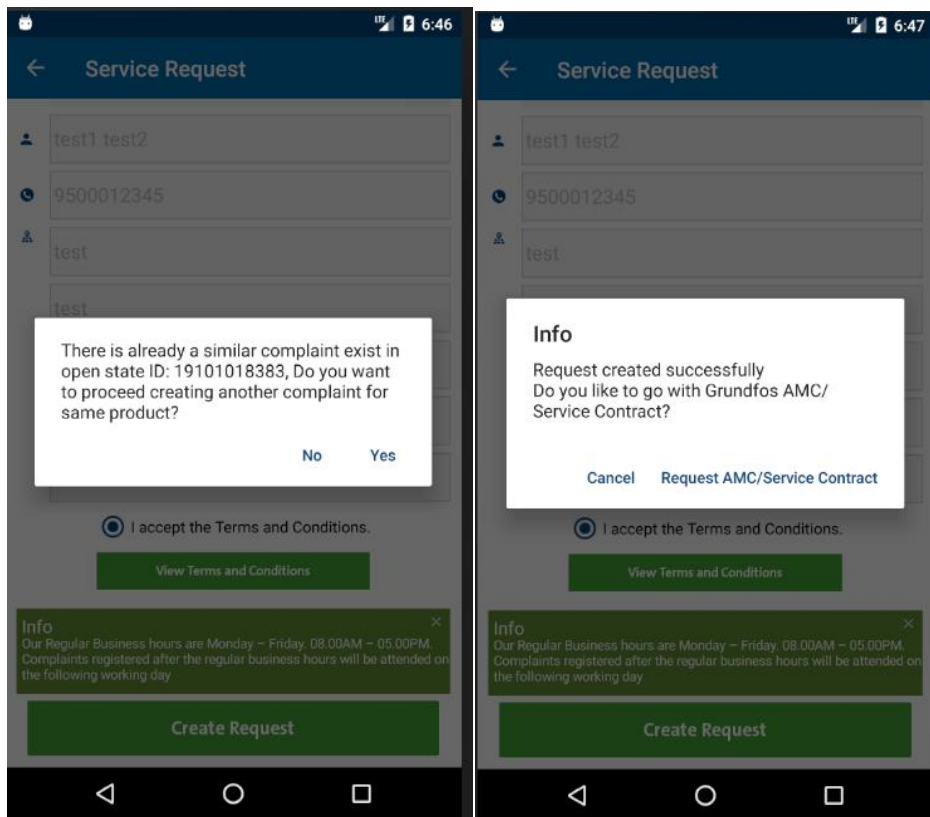 LTE 6:46
Service Request
test1 test2
9500012345
test
test
There is already a similar complaint exist in
open state ID: 19101018383, Do you want
to proceed creating another complaint for
same product?
No Yes
I accept the Terms and Conditions.
View Terms and Conditions
Info
Our Regular Business hours are Monday – Friday. 08.00AM – 05.00PM.
Complaints registered after the regular business hours will be attended on
the following working day
Create Request
LTE 6:47
Service Request
test1 test2
9500012345
test
Info
Request created successfully
Do you like to go with Grundfos AMC/
Service Contract?
Cancel Request AMC/Service Contract
I accept the Terms and Conditions.
View Terms and Conditions
Info
Our Regular Business hours are Monday – Friday. 08.00AM – 05.00PM.
Complaints registered after the regular business hours will be attended on
the following working day
Create Request